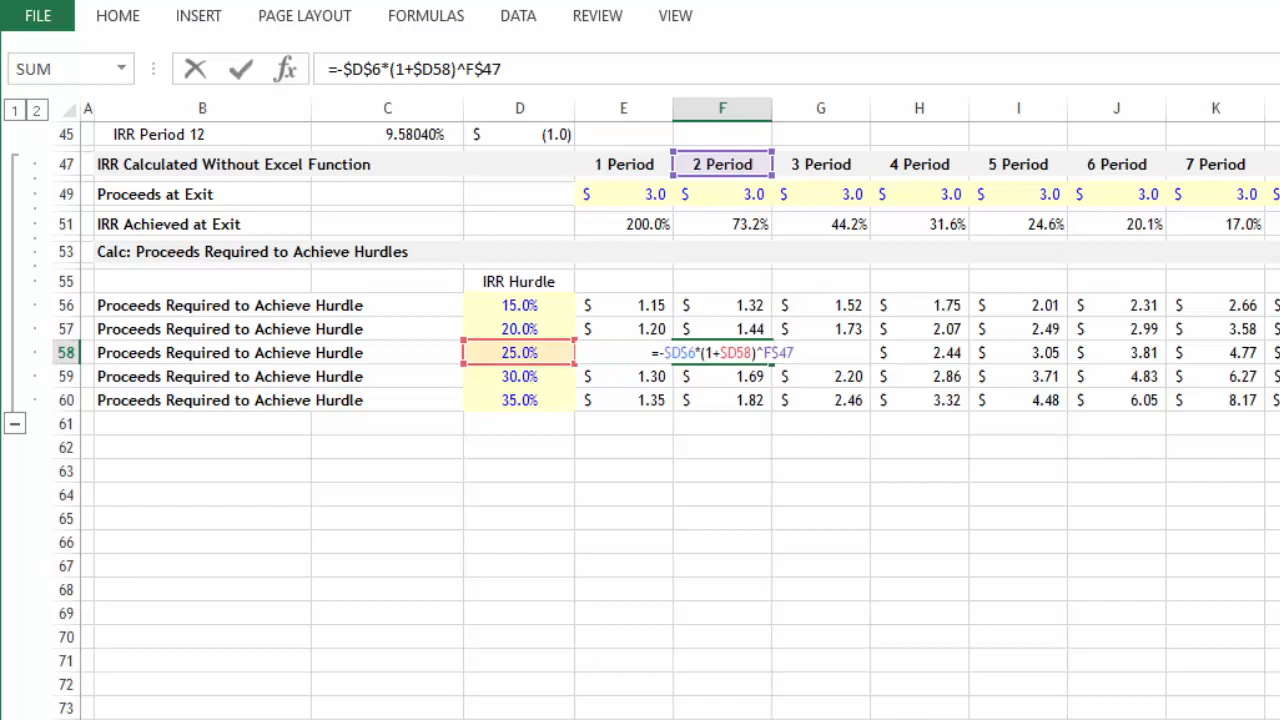 FILE HOME INSERT PAGE LAYOUT FORMULAS DATA REVIEW VIEW
SUM fx =-$D$6*(1+$D58)^F$47
1 2 A B C D E F G H I J K
45 IRR Period 12 9.58040% $ (1.0)
47 IRR Calculated Without Excel Function 1 Period 2 Period 3 Period 4 Period 5 Period 6 Period 7 Period
49 Proceeds at Exit $ 3.0 $ 3.0 $ 3.0 $ 3.0 $ 3.0 $ 3.0 $ 3.0 $
51 IRR Achieved at Exit 200.0% 73.2% 44.2% 31.6% 24.6% 20.1% 17.0%
53 Calc: Proceeds Required to Achieve Hurdles
55 IRR Hurdle
56 Proceeds Required to Achieve Hurdle 15.0% $ 1.15 $ 1.32 $ 1.52 $ 1.75 $ 2.01 $ 2.31 $ 2.66 $
57 Proceeds Required to Achieve Hurdle 20.0% $ 1.20 $ 1.44 $ 1.73 $ 2.07 $ 2.49 $ 2.99 $ 3.58 $
58 Proceeds Required to Achieve Hurdle 25.0% =-$D$6*(1+$D58)^F$47 $ 2.44 $ 3.05 $ 3.81 $ 4.77 $
59 Proceeds Required to Achieve Hurdle 30.0% $ 1.30 $ 1.69 $ 2.20 $ 2.86 $ 3.71 $ 4.83 $ 6.27 $
60 Proceeds Required to Achieve Hurdle 35.0% $ 1.35 $ 1.82 $ 2.46 $ 3.32 $ 4.48 $ 6.05 $ 8.17 $
61
62
63
64
65
66
67
68
69
70
71
72
73